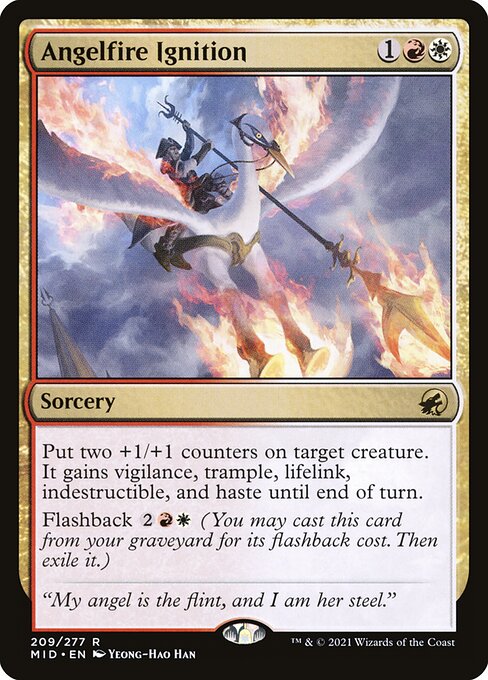 Angelfire Ignition 1
Sorcery
Put two +1/+1 counters on target creature.
It gains vigilance, trample, lifelink,
indestructible, and haste until end of turn.
Flashback 2 (You may cast this card
from your graveyard for its flashback cost. Then
exile it.)
“My angel is the flint, and I am her steel.”
209/277 R
MID • EN Yeong-Hao Han
™ & © 2021 Wizards of the Coast